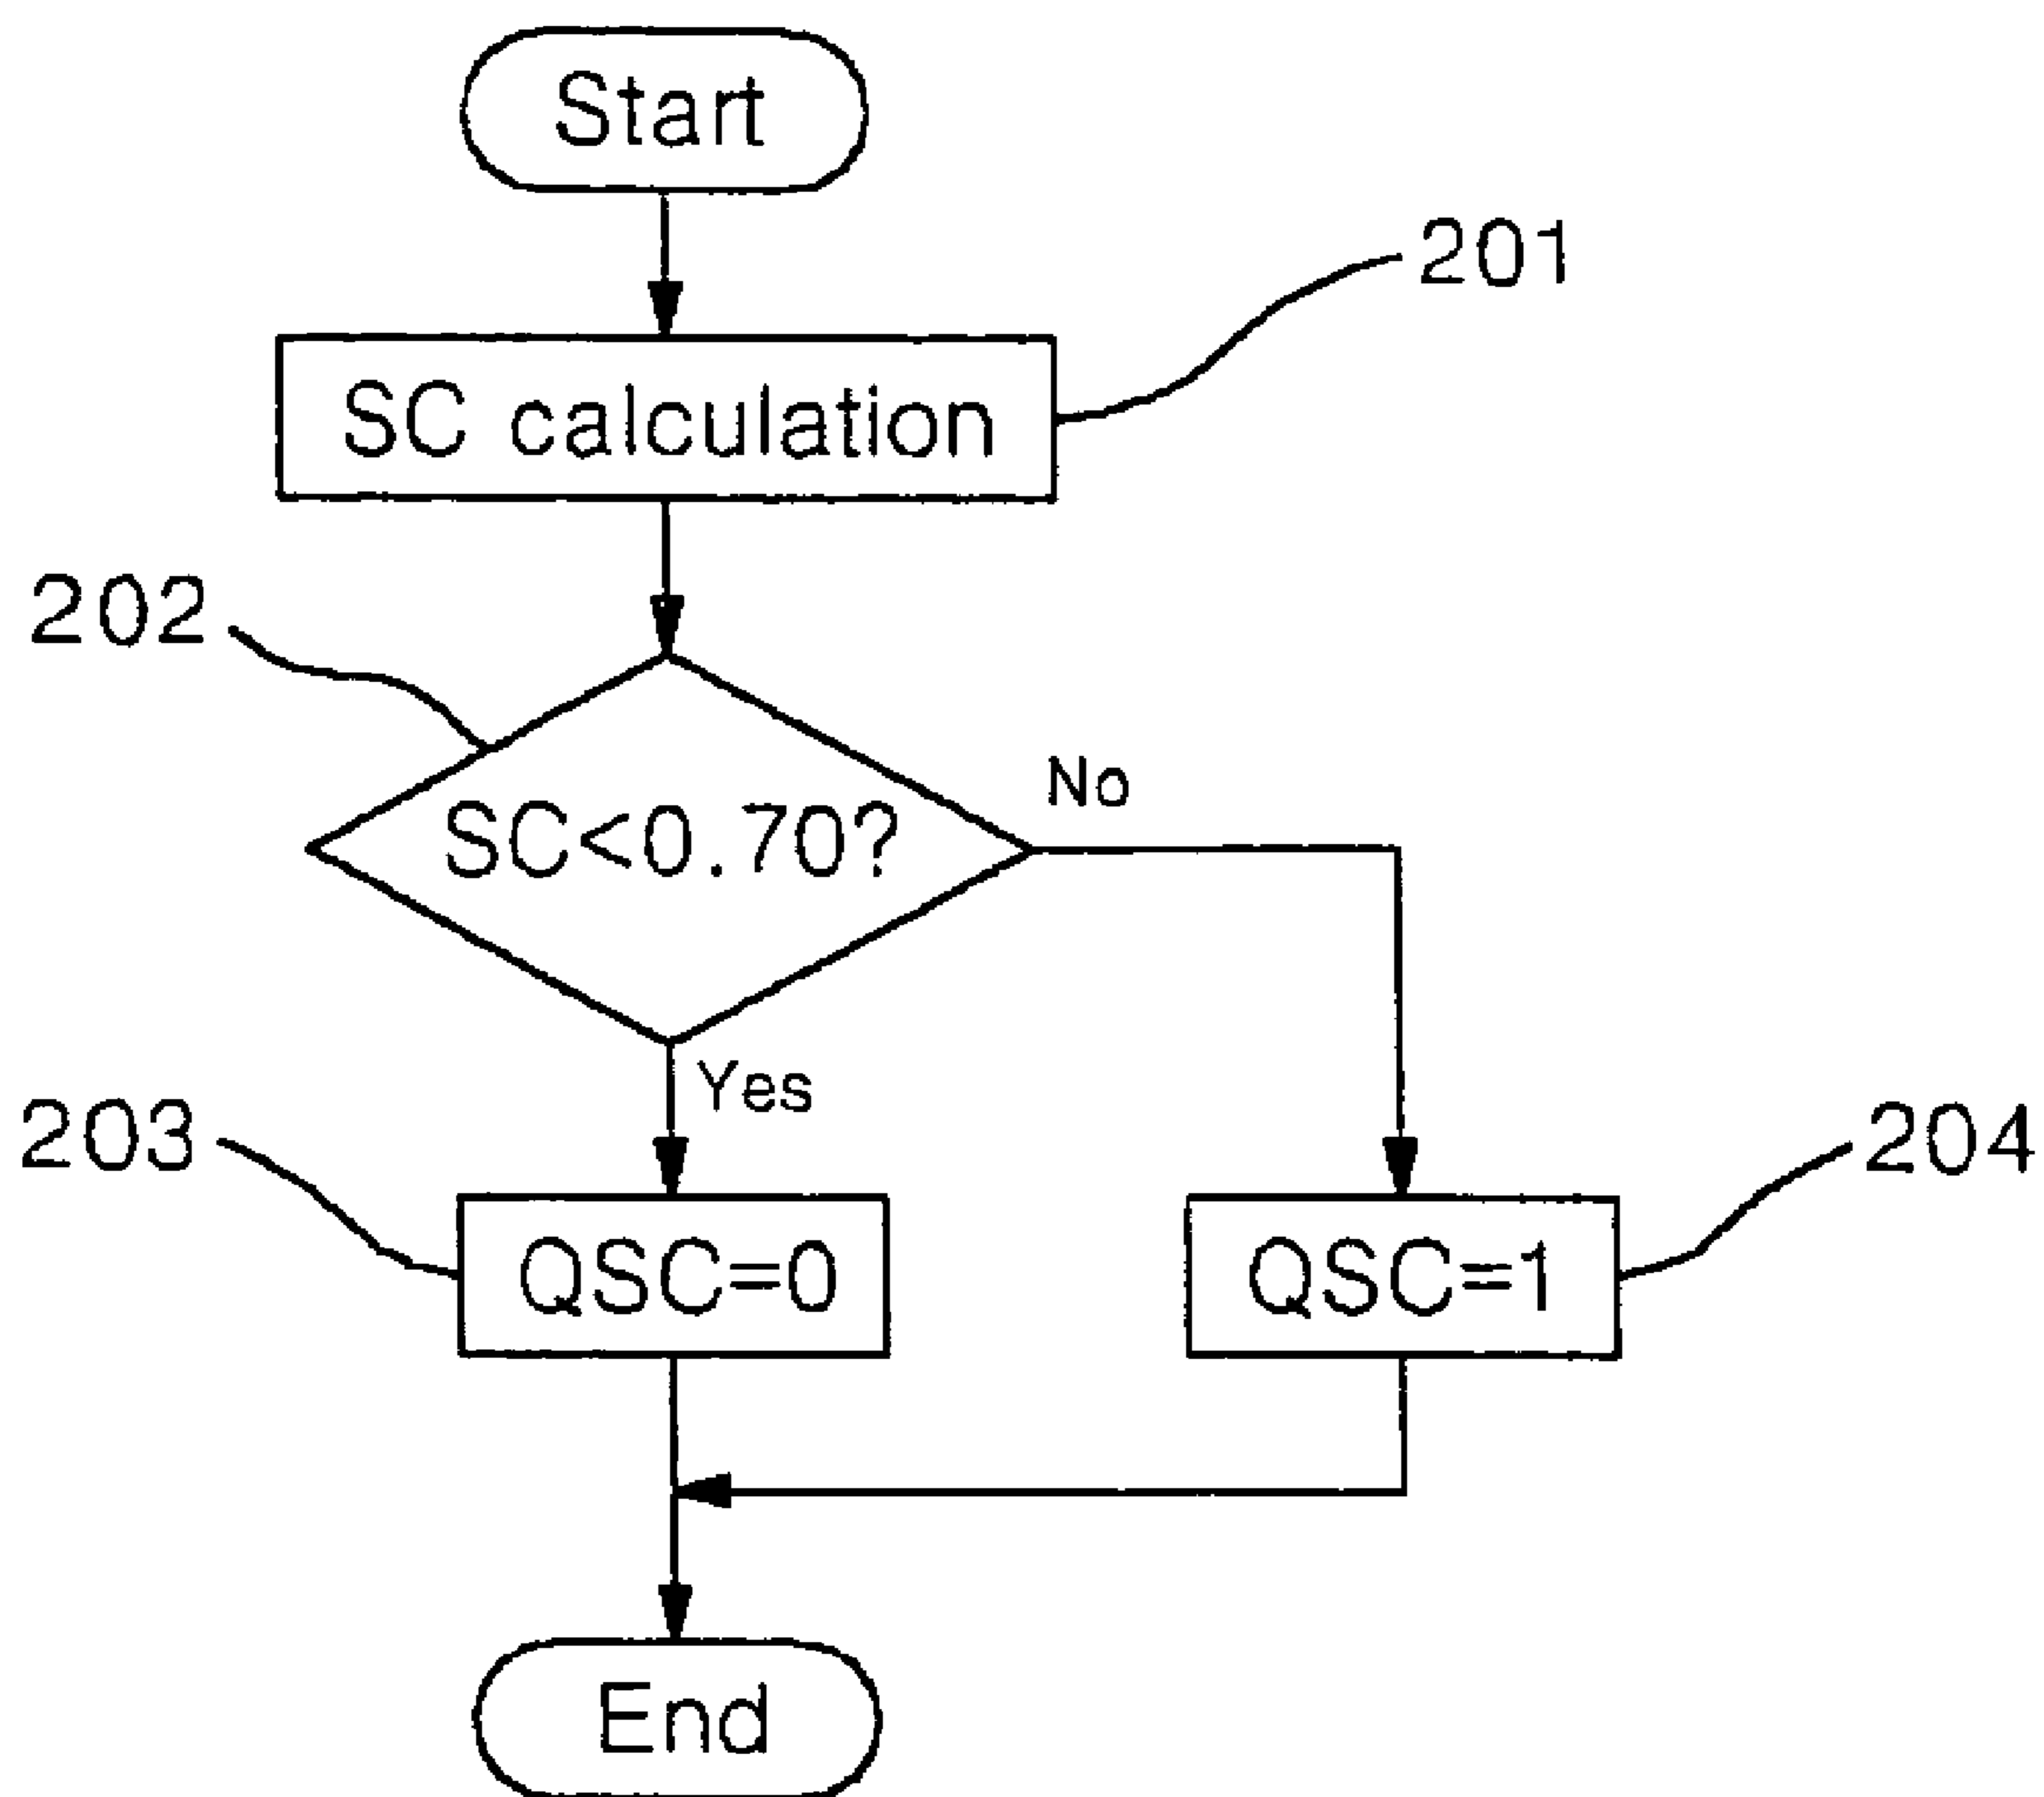 Start
201
SC calculation
202
No
SC<0.70?
Yes
203
204
QSC=0
QSC=1
End